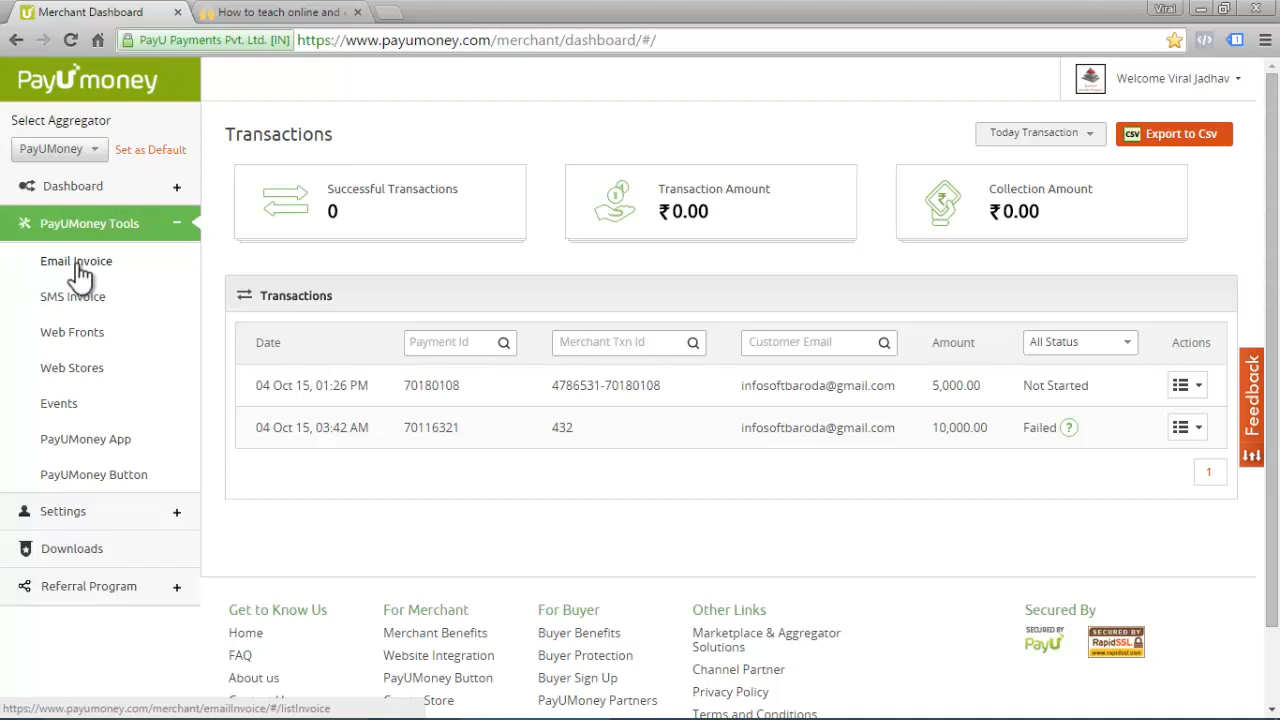 Merchant Dashboard
How to teach online and
Viral
PayU Payments Pvt. Ltd. [IN]
https://www.payumoney.com/merchant/dashboard/#/
PayUmoney
Welcome Viral Jadhav
Select Aggregator
PayUMoney
Set as Default
Dashboard
PayUMoney Tools
Email Invoice
SMS Invoice
Web Fronts
Web Stores
Events
PayUMoney App
PayUMoney Button
Settings
Downloads
Referral Program
Transactions
Today Transaction
CSV Export to Csv
Successful Transactions
0
Transaction Amount
₹0.00
Collection Amount
₹0.00
Transactions
Date Payment Id Merchant Txn Id Customer Email Amount All Status Actions
04 Oct 15, 01:26 PM 70180108 4786531-70180108 infosoftbaroda@gmail.com 5,000.00 Not Started
04 Oct 15, 03:42 AM 70116321 432 infosoftbaroda@gmail.com 10,000.00 Failed ?
1
Feedback
Get to Know Us
Home
FAQ
About us
For Merchant
Merchant Benefits
PayUMoney Button
For Buyer
Buyer Benefits
Buyer Protection
Buyer Sign Up
PayUMoney Partners
Other Links
Marketplace & Aggregator
Solutions
Channel Partner
Privacy Policy
Terms and Conditions
Secured By
SECURED BY
PayU
SECURED BY
RapidSSL
www.rapidssl.com
https://www.payumoney.com/merchant/emailInvoice/#/listInvoice